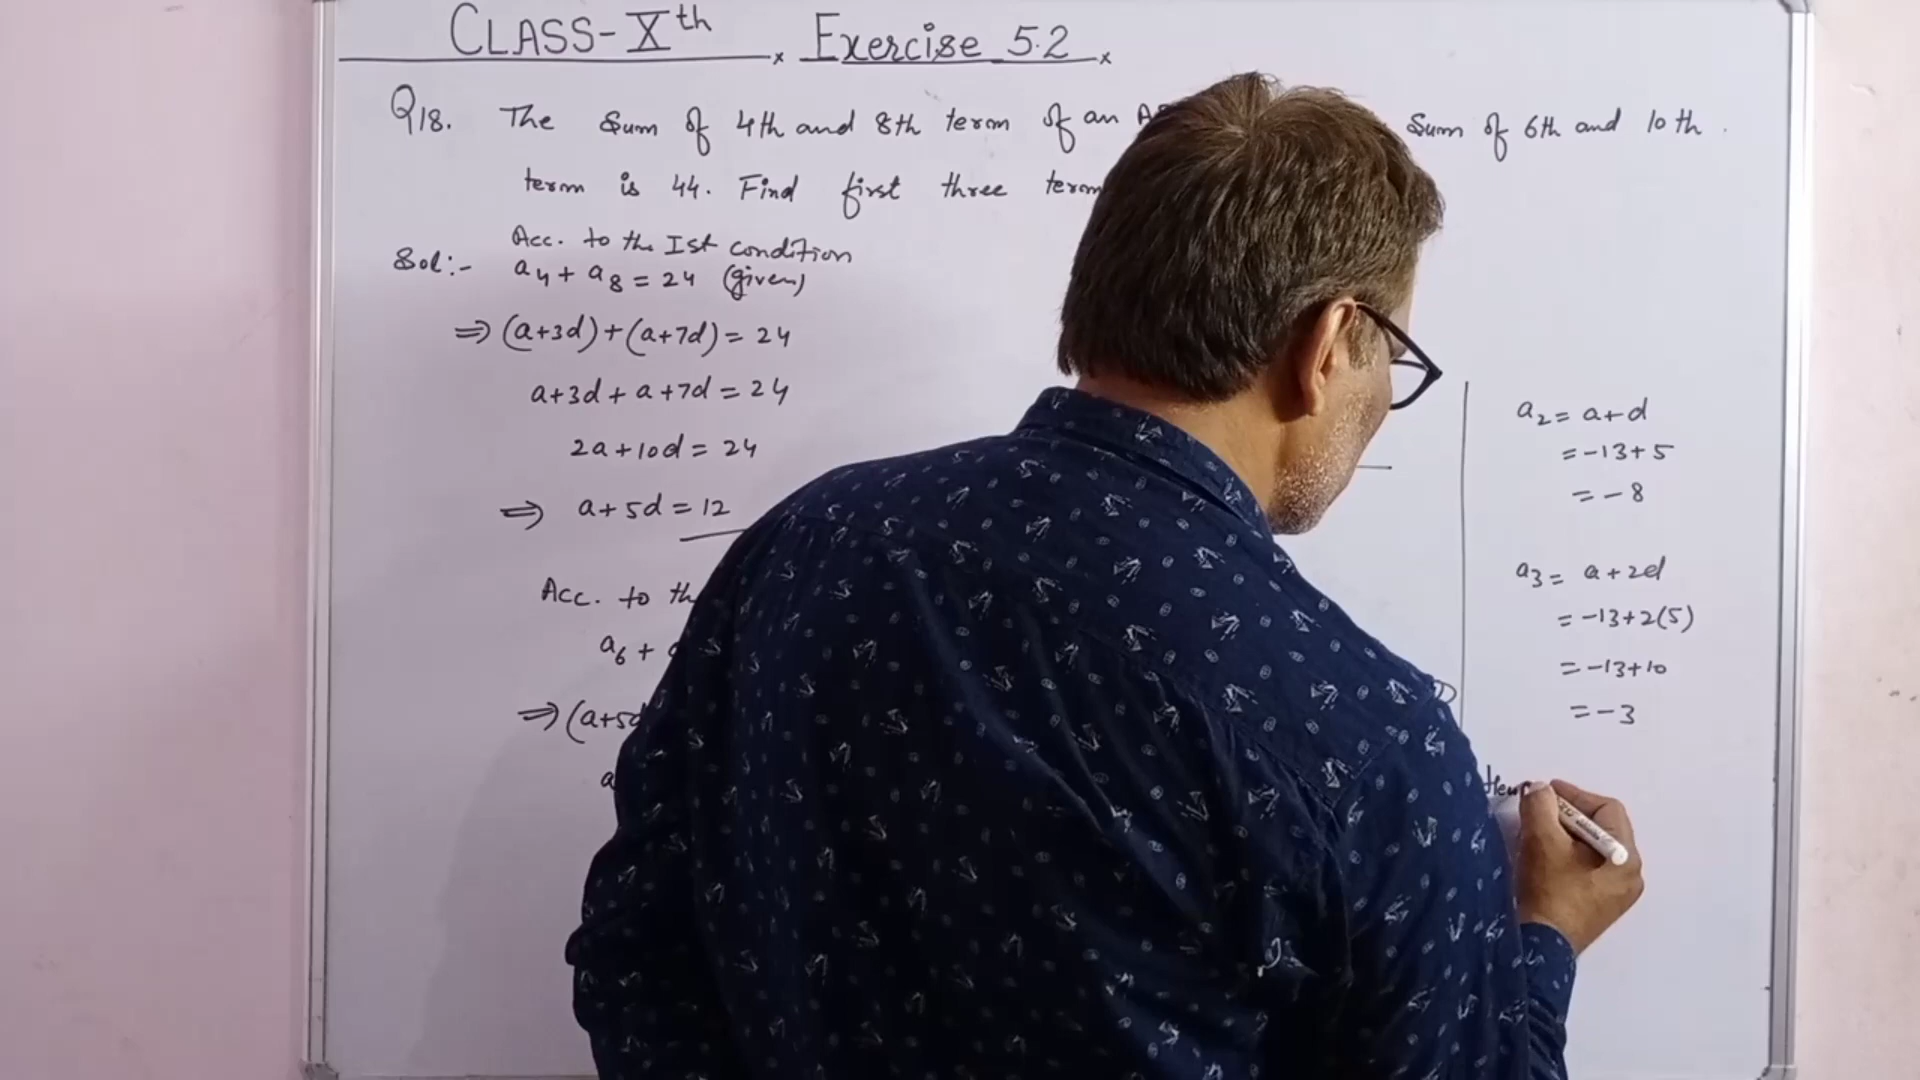 CLASS-Xth Exercise 5.2
Q18. The sum of 4th and 8th term of an sum of 6th and 10th
term is 44. Find first three term
Acc. to the Ist condition
Sol:- a4 + a8 = 24 (given)
⇒ (a+3d)+(a+7d) = 24
a+3d + a+7d = 24
2a+10d = 24
⇒ a+5d = 12
Acc. to th
a6 +
⇒ (a+5d
a
a2 = a+d
= -13+5
= -8
a3 = a+2d
= -13+2(5)
= -13+10
= -3